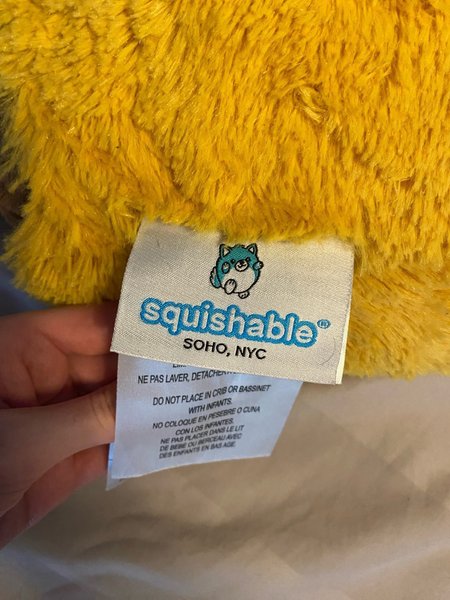 squishable®
SOHO, NYC
NE PAS LAVER, DETACHER
DO NOT PLACE IN CRIB OR BASSINET
WITH INFANTS.
NO COLOQUE EN PESEBRE O CUNA
CON LOS INFANTES.
NE PAS PLACER DANS LE LIT
DE BEBE OU BERCEAU AVEC
DES ENFANTS EN BAS AGE.